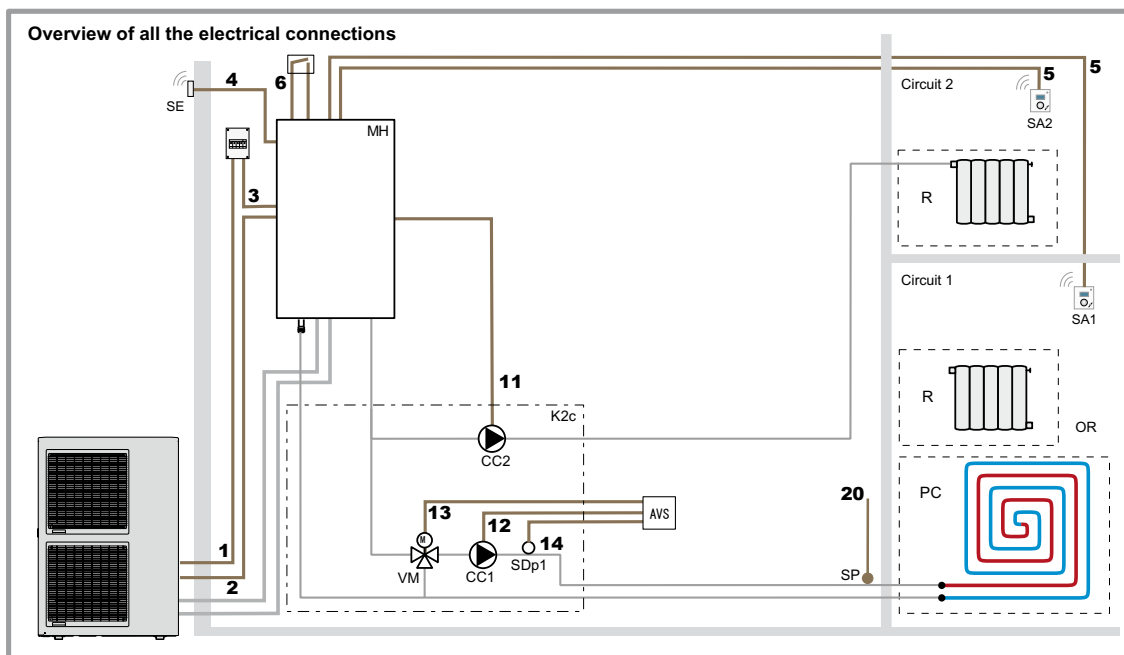 Overview of all the electrical connections
4
6
5
5
SE
Circuit 2
SA2
MH
3
R
Circuit 1
SA1
11
K2c
R
OR
CC2
PC
20
13
12
AVS
M
14
1
SDp1
VM
CC1
SP
2